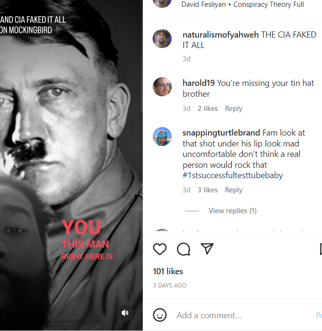 AND CIA FAKED IT ALL
ON MOCKINGBIRD
YOU
THIS MAN
RIGHT HERE IS
David Fesliyan • Conspiracy Theory Full
naturalismofyahweh THE CIA FAKED
IT ALL
3d
harold19 You're missing your tin hat
brother
3d 2 likes Reply
snappingturtlebrand Fam look at
that shot under his lip look mad
uncomfortable don't think a real
person would rock that
#1stsuccessfultesttubebaby
3d 3 likes Reply
View replies (1)
101 likes
3 DAYS AGO
Add a comment...